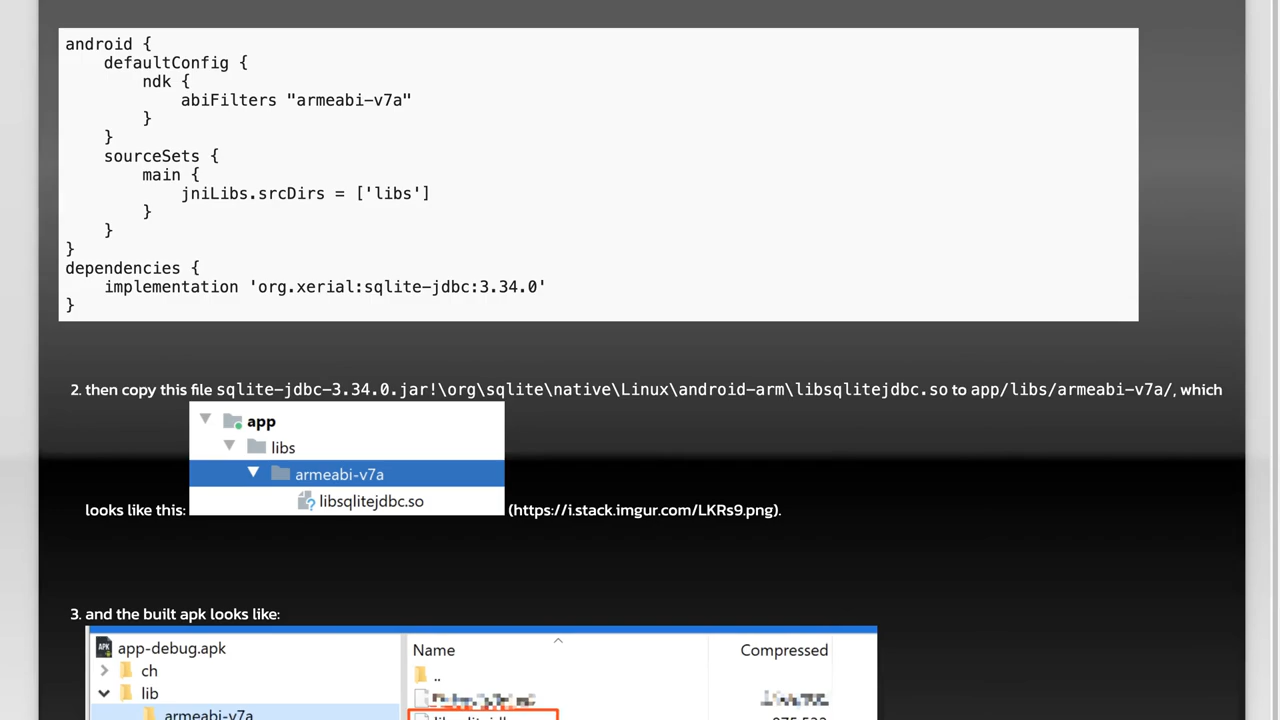 android {
    defaultConfig {
        ndk {
            abiFilters "armeabi-v7a"
        }
    }
    sourceSets {
        main {
            jniLibs.srcDirs = ['libs']
        }
    }
}
dependencies {
    implementation 'org.xerial:sqlite-jdbc:3.34.0'
}
2. then copy this file sqlite-jdbc-3.34.0.jar!\org\sqlite\native\Linux\android-arm\libsqlitejdbc.so to app/libs/armeabi-v7a/, which
app
libs
armeabi-v7a
libsqlitejdbc.so
looks like this: (https://i.stack.imgur.com/LKRs9.png).
3. and the built apk looks like:
app-debug.apk Name Compressed
ch ..
lib
armeabi-v7a